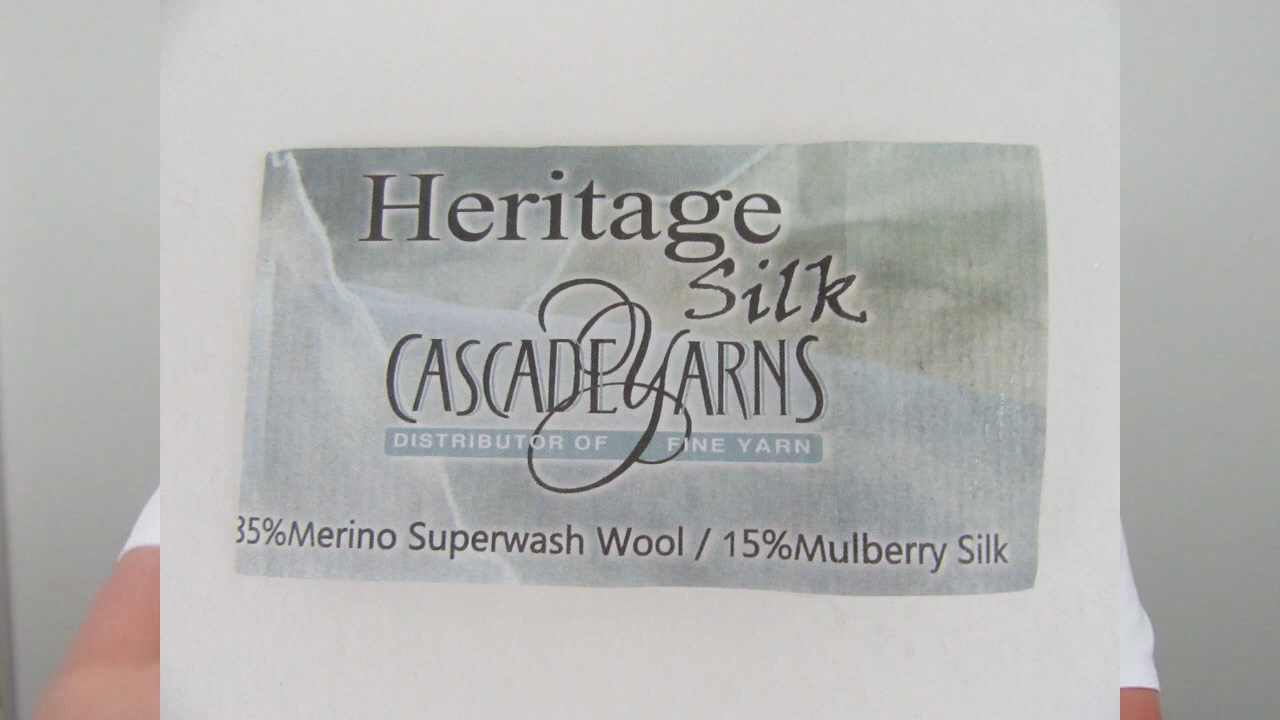 Heritage
Silk
CASCADE YARNS
DISTRIBUTOR OF FINE YARN
85%Merino Superwash Wool / 15%Mulberry Silk